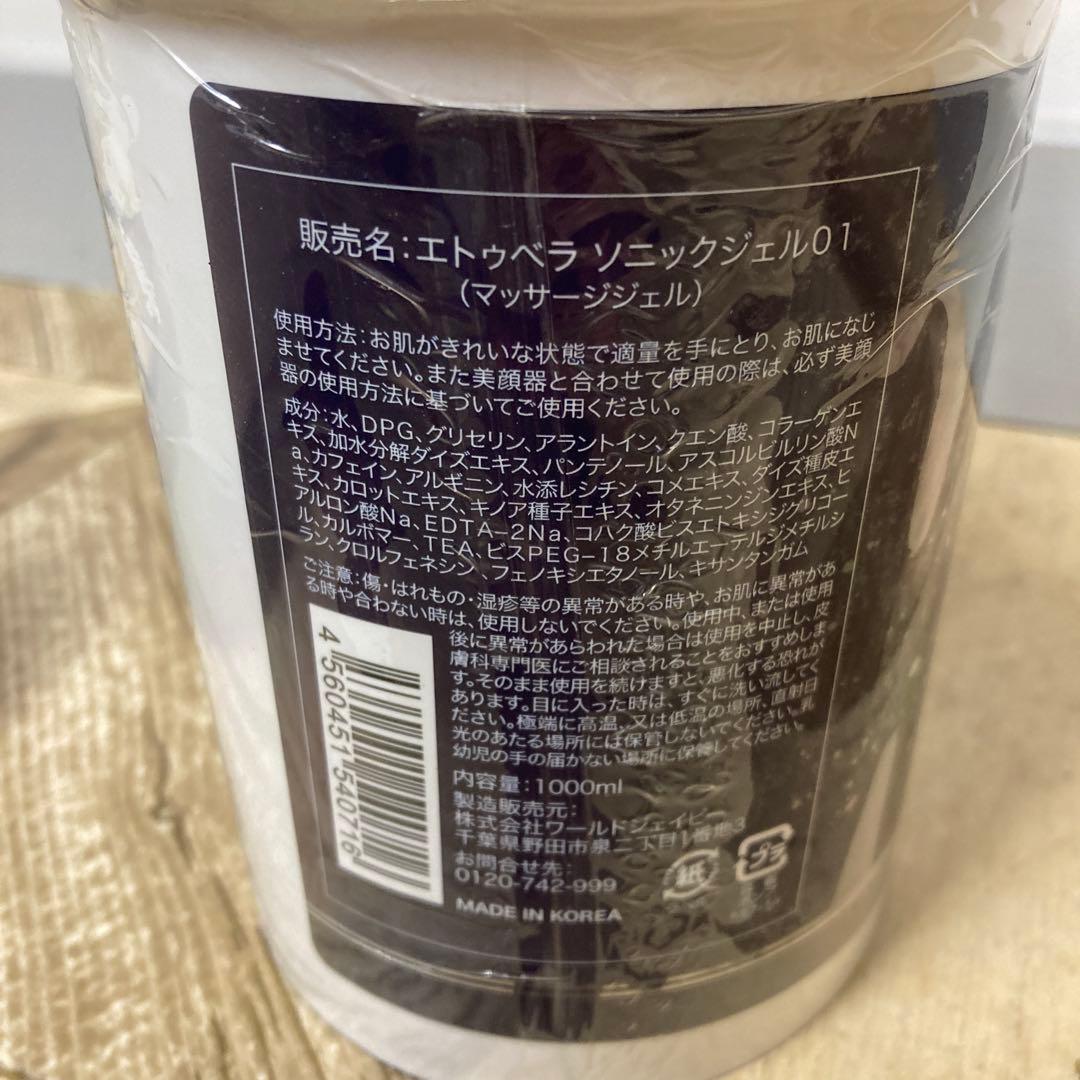 販売名：エトゥベラ ソニックジェル01
（マッサージジェル）
使用方法：お肌がきれいな状態で適量を手にとり、お肌になじ
ませてください。また美顔器と合わせて使用の際は、必ず美顔
器の使用方法に基づいてご使用ください。
成分：水、DPG、グリセリン、アラントイン、クエン酸、コラーゲンエ
キス、加水分解ダイズエキス、パンテノール、アスコルビルリン酸N
a、カフェイン、アルギニン、水添レシチン、コメエキス、ダイズ種皮エ
キス、カロットエキス、キノア種子エキス、オタネニンジンエキス、ヒ
アルロン酸Na、EDTA-2Na、コハク酸ビスエトキシジグリコー
ル、カルボマー、TEA、ビスPEG-18メチルエーテルジメチルシ
ラン、クロルフェネシン、フェノキシエタノール、キサンタンガム
ご注意：傷・はれもの・湿疹等の異常がある時や、お肌に異常があ
る時や合わない時は、使用しないでください。使用中、または使用
後に異常があらわれた場合は使用を中止し、皮
膚科専門医にご相談されることをおすすめしま
す。そのまま使用を続けますと、悪化する恐れが
あります。目に入った時は、すぐに洗い流してく
ださい。極端に高温、又は低温の場所、直射日
光のあたる場所には保管しないでください。乳
幼児の手の届かない場所に保管してください。
内容量：1000ml
製造販売元：
株式会社ワールドジェイビー
千葉県野田市泉二丁目1番地3
お問合せ先：
0120-742-999
MADE IN KOREA
4 560451 540716
紙
プラ